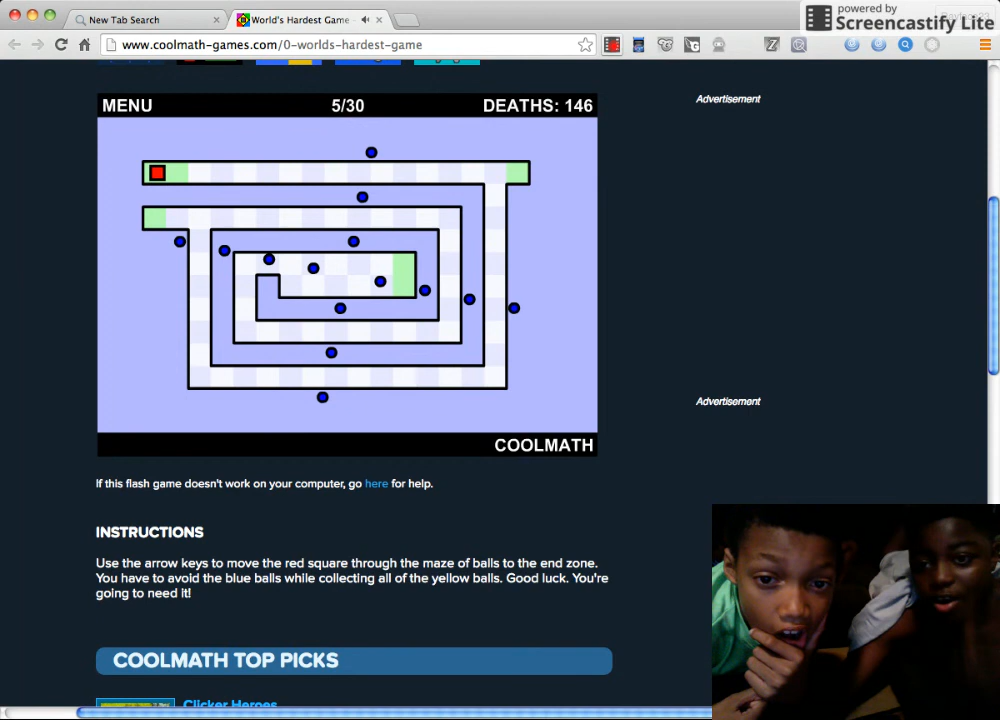 New Tab Search
World's Hardest Game -
powered by
Screencastify Lite
www.coolmath-games.com/0-worlds-hardest-game
MENU 5/30 DEATHS: 146
Advertisement
COOLMATH
Advertisement
If this flash game doesn't work on your computer, go here for help.
INSTRUCTIONS
Use the arrow keys to move the red square through the maze of balls to the end zone.
You have to avoid the blue balls while collecting all of the yellow balls. Good luck. You're
going to need it!
COOLMATH TOP PICKS
Clicker Heroes